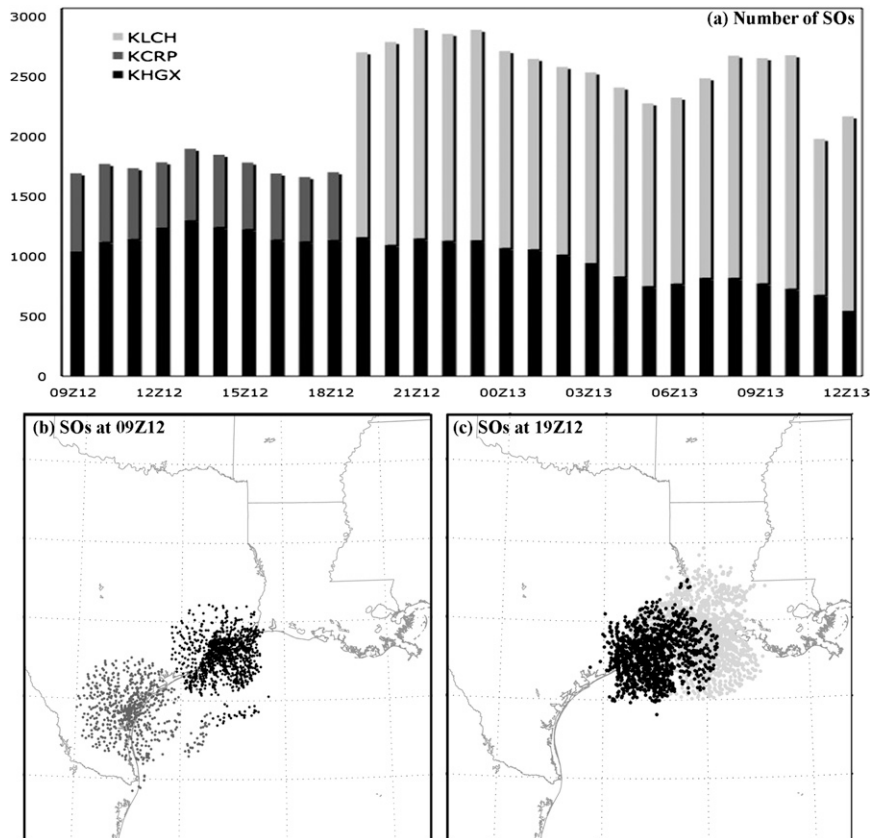 (a) Number of SOs
3000
2500
2000
1500
1000
500
0
KLCH
KCRP
KHGX
09Z12 12Z12 15Z12 18Z12 21Z12 00Z13 03Z13 06Z13 09Z13 12Z13
(b) SOs at 09Z12
(c) SOs at 19Z12